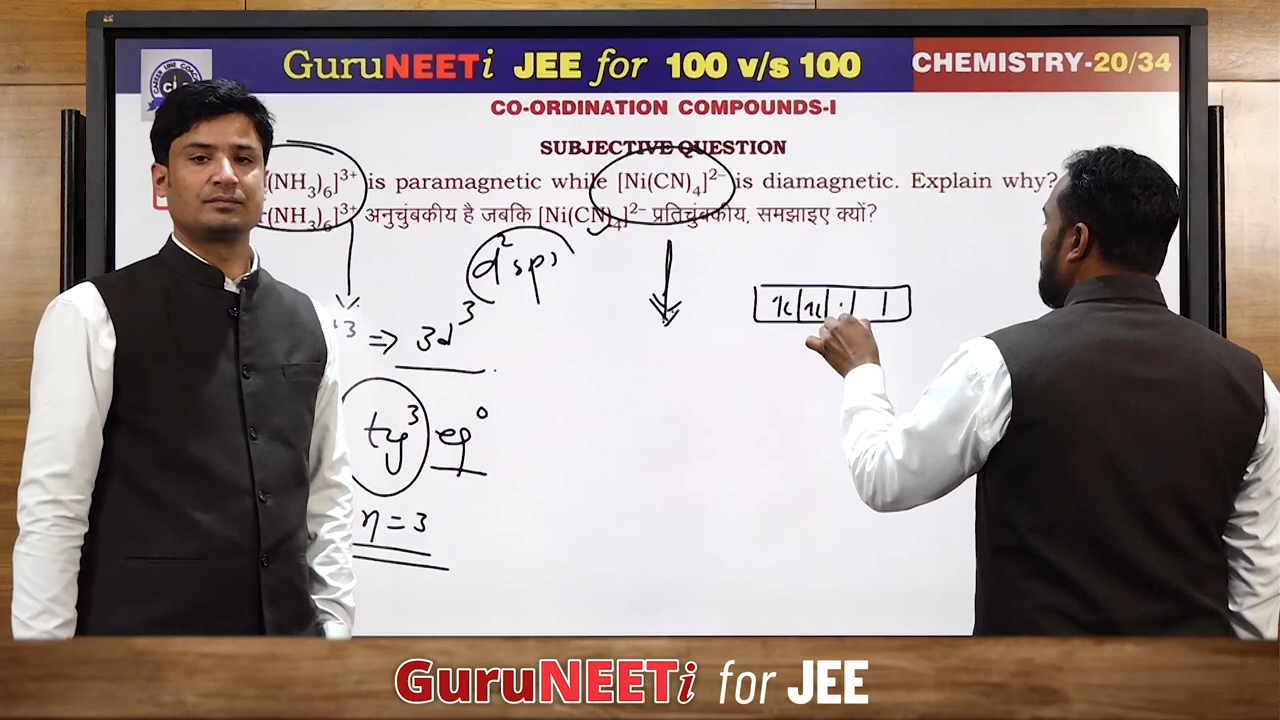 GuruNEETi JEE for 100 v/s 100
CHEMISTRY-20/34
CO-ORDINATION COMPOUNDS-I
SUBJECTIVE QUESTION
(NH₃)₆]³⁺ is paramagnetic while [Ni(CN)₄]²⁻ is diamagnetic. Explain why?
(NH₃)₆]³⁺ अनुचुंबकीय है जबकि [Ni(CN)₄]²⁻ प्रतिचुंबकीय, समझाइए क्यों?
d²sp³
+3 ⇒ 3d³
t₂g³ eg⁰
η = 3
GuruNEETi for JEE